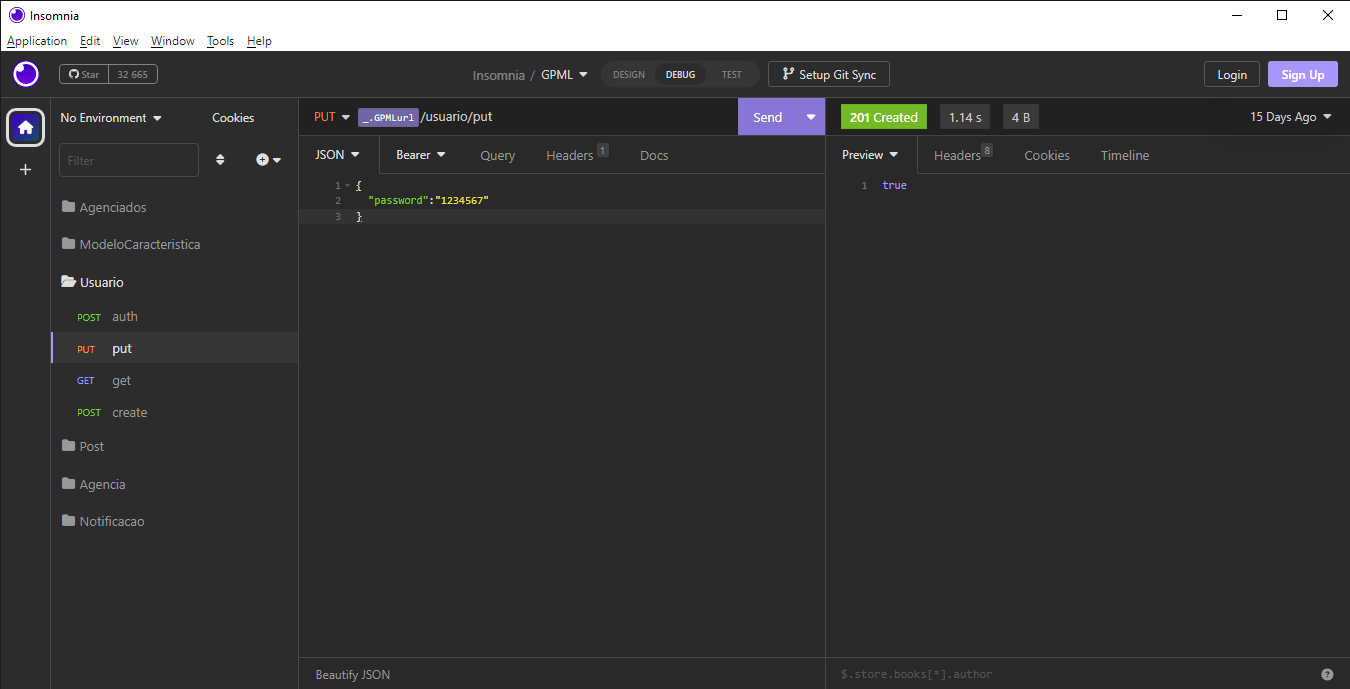 Insomnia
Application Edit View Window Tools Help
Star 32 665
Insomnia / GPML
DESIGN DEBUG TEST
Setup Git Sync
Login
Sign Up
No Environment
Cookies
Filter
Agenciados
ModeloCaracteristica
Usuario
POST auth
PUT put
GET get
POST create
Post
Agencia
Notificacao
PUT _.GPMLurl /usuario/put
Send
JSON Bearer Query Headers 1 Docs
1 {
2 "password":"1234567"
3 }
Beautify JSON
201 Created 1.14 s 4 B
15 Days Ago
Preview Headers 8 Cookies Timeline
1 true
$.store.books[*].author
?